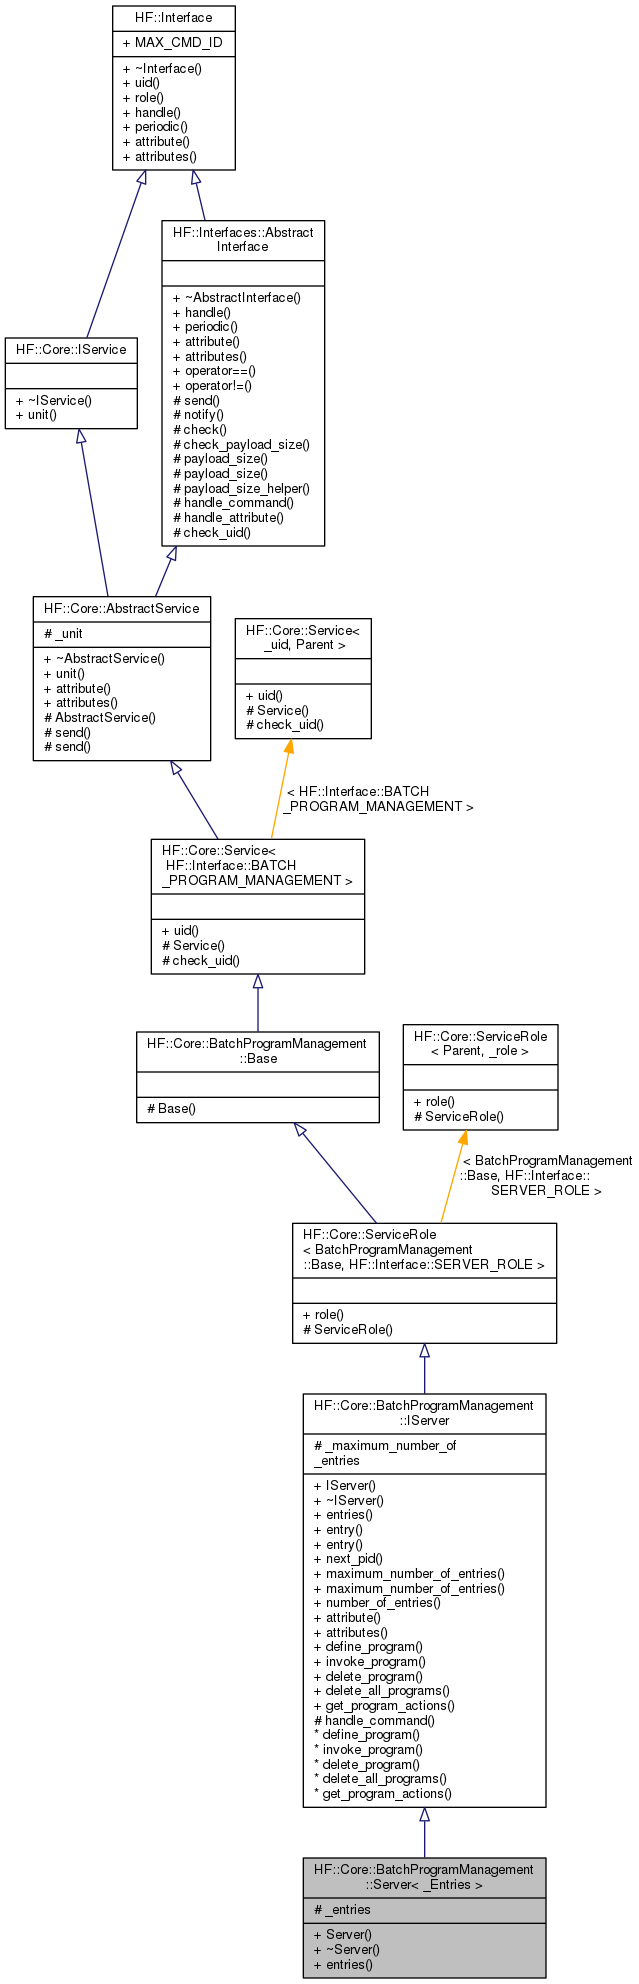 HF::Interface
+ MAX_CMD_ID
+ ~Interface()
+ uid()
+ role()
+ handle()
+ periodic()
+ attribute()
+ attributes()
HF::Interfaces::Abstract
Interface
+ ~AbstractInterface()
+ handle()
+ periodic()
+ attribute()
+ attributes()
+ operator==()
+ operator!=()
# send()
# notify()
# check()
# check_payload_size()
# payload_size()
# payload_size()
# payload_size_helper()
# handle_command()
# handle_attribute()
# check_uid()
HF::Core::IService
+ ~IService()
+ unit()
HF::Core::AbstractService
# _unit
+ ~AbstractService()
+ unit()
+ attribute()
+ attributes()
# AbstractService()
# send()
# send()
HF::Core::Service<
_uid, Parent >
+ uid()
# Service()
# check_uid()
< HF::Interface::BATCH
_PROGRAM_MANAGEMENT >
HF::Core::Service<
HF::Interface::BATCH
_PROGRAM_MANAGEMENT >
+ uid()
# Service()
# check_uid()
HF::Core::BatchProgramManagement
::Base
# Base()
HF::Core::ServiceRole
< Parent, _role >
+ role()
# ServiceRole()
< BatchProgramManagement
::Base, HF::Interface::
SERVER_ROLE >
HF::Core::ServiceRole
< BatchProgramManagement
::Base, HF::Interface::SERVER_ROLE >
+ role()
# ServiceRole()
HF::Core::BatchProgramManagement
::IServer
# _maximum_number_of
_entries
+ IServer()
+ ~IServer()
+ entries()
+ entry()
+ entry()
+ next_pid()
+ maximum_number_of_entries()
+ maximum_number_of_entries()
+ number_of_entries()
+ attribute()
+ attributes()
+ define_program()
+ invoke_program()
+ delete_program()
+ delete_all_programs()
+ get_program_actions()
# handle_command()
* define_program()
* invoke_program()
* delete_program()
* delete_all_programs()
* get_program_actions()
HF::Core::BatchProgramManagement
::Server< _Entries >
# _entries
+ Server()
+ ~Server()
+ entries()